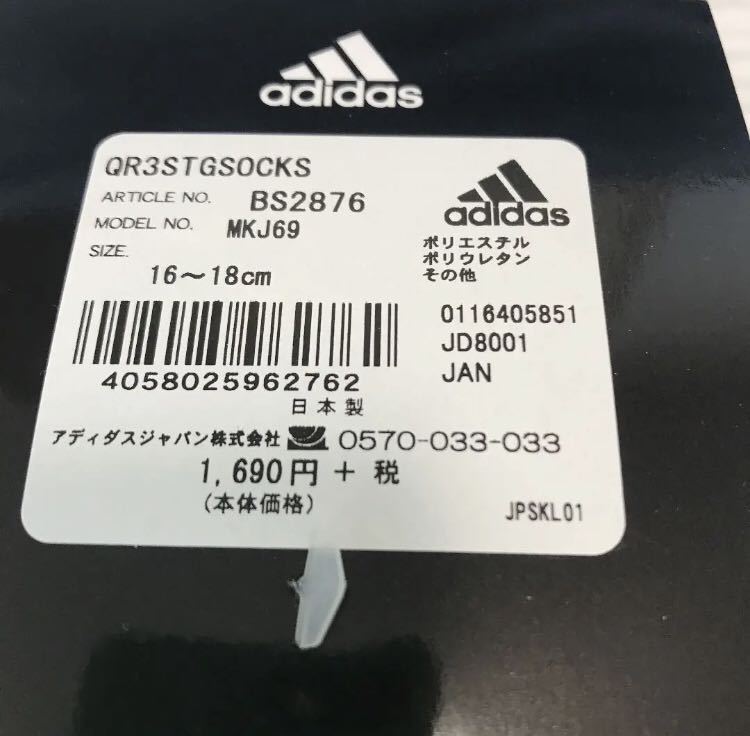 adidas
QR3STGSOCKS
ARTICLE NO. BS2876
MODEL NO. MKJ69
SIZE.
16～18cm
adidas
ポリエステル
ポリウレタン
その他
0116405851
JD8001
JAN
4058025962762
日本製
アディダスジャパン株式会社 0570-033-033
1,690円 + 税
(本体価格)
JPSKL01